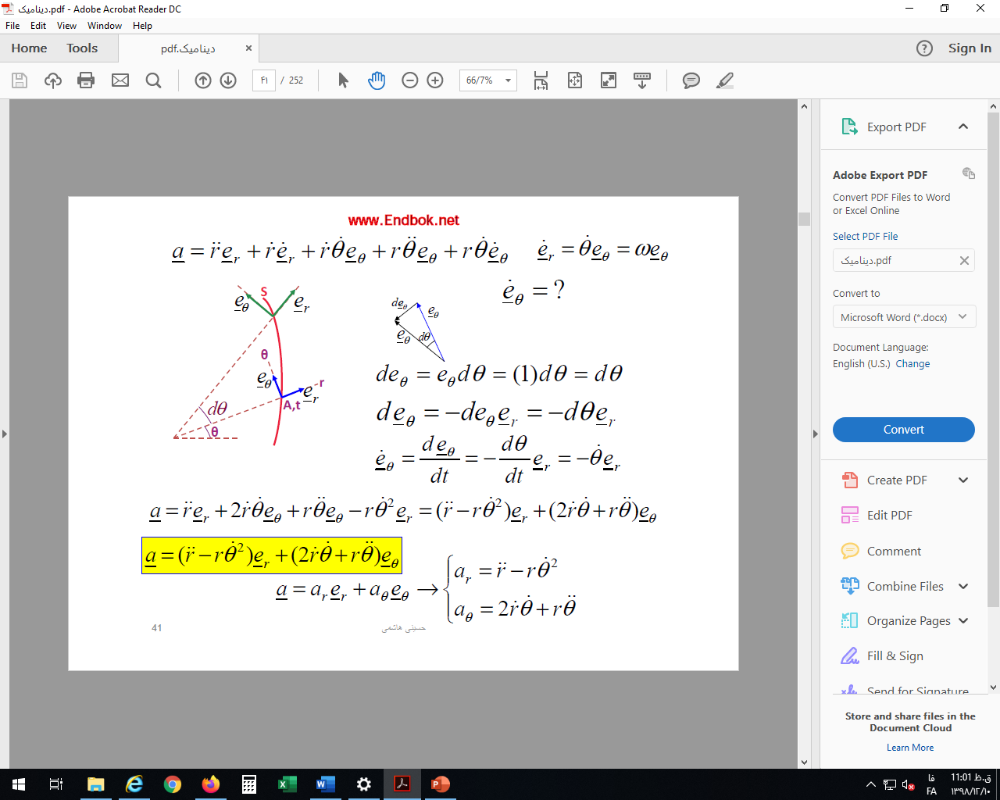 دینامیک.pdf - Adobe Acrobat Reader DC
File Edit View Window Help
Home Tools دینامیک.pdf × ? Sign In
۴۱ / 252 66/7%
Export PDF
Adobe Export PDF
Convert PDF Files to Word
or Excel Online
Select PDF File
دینامیک.pdf
Convert to
Microsoft Word (*.docx)
Document Language:
English (U.S.) Change
Convert
Create PDF
Edit PDF
Comment
Combine Files
Organize Pages
Fill & Sign
Send for Signature
Store and share files in the
Document Cloud
Learn More
www.Endbok.net
a = r̈ e_r + ṙ ė_r + ṙ θ̇ e_θ + r θ̈ e_θ + r θ̇ ė_θ
ė_r = θ̇ e_θ = ω e_θ
ė_θ = ?
S
e_θ e_r
θ
e_θ
r
e_r
A,t
dθ
θ
de_θ e_θ
e_θ dθ
de_θ = e_θ dθ = (1)dθ = dθ
de_θ = −de_θ e_r = −dθ e_r
ė_θ = de_θ/dt = −dθ/dt e_r = −θ̇ e_r
a = r̈ e_r + 2ṙθ̇ e_θ + rθ̈ e_θ − rθ̇² e_r = (r̈ − rθ̇²)e_r + (2ṙθ̇ + rθ̈)e_θ
a = (r̈ − rθ̇²)e_r + (2ṙθ̇ + rθ̈)e_θ
a = a_r e_r + a_θ e_θ →
a_r = r̈ − rθ̇²
a_θ = 2ṙθ̇ + rθ̈
41
حسینی هاشمی
فا
FA
11:01 ق.ظ
۱۳۹۸/۱۲/۱۰